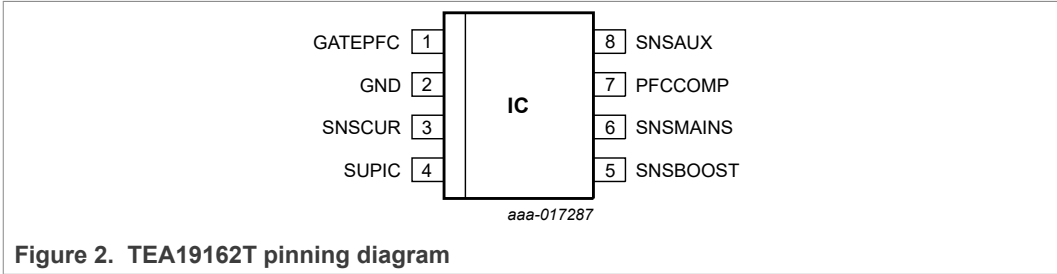 GATEPFC 1
GND 2
SNSCUR 3
SUPIC 4
IC
8 SNSAUX
7 PFCCOMP
6 SNSMAINS
5 SNSBOOST
aaa-017287
Figure 2. TEA19162T pinning diagram